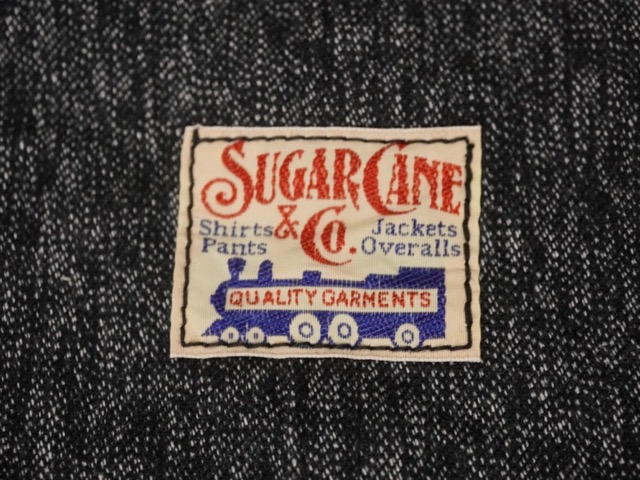 SUGAR CANE
& CO.
Shirts Jackets
Pants Overalls
QUALITY GARMENTS